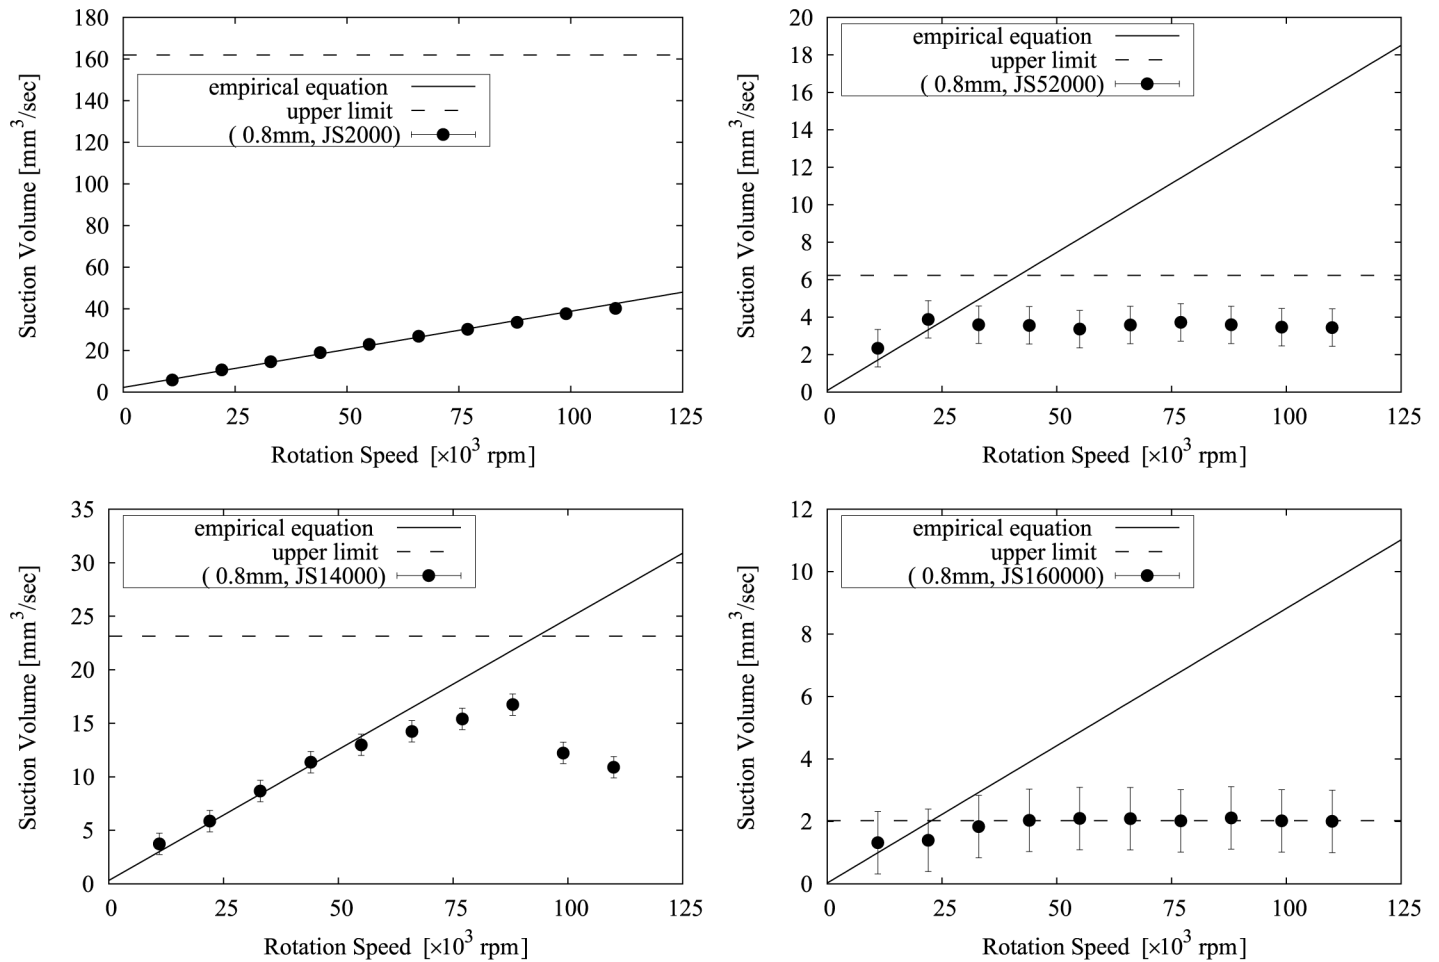 180
160
140
120
100
80
60
40
20
0
Suction Volume [mm³/sec]
empirical equation
upper limit
( 0.8mm, JS2000)
0 25 50 75 100 125
Rotation Speed [×10³ rpm]
20
18
16
14
12
10
8
6
4
2
0
Suction Volume [mm³/sec]
empirical equation
upper limit
( 0.8mm, JS52000)
0 25 50 75 100 125
Rotation Speed [×10³ rpm]
35
30
25
20
15
10
5
0
Suction Volume [mm³/sec]
empirical equation
upper limit
( 0.8mm, JS14000)
0 25 50 75 100 125
Rotation Speed [×10³ rpm]
12
10
8
6
4
2
0
Suction Volume [mm³/sec]
empirical equation
upper limit
( 0.8mm, JS160000)
0 25 50 75 100 125
Rotation Speed [×10³ rpm]